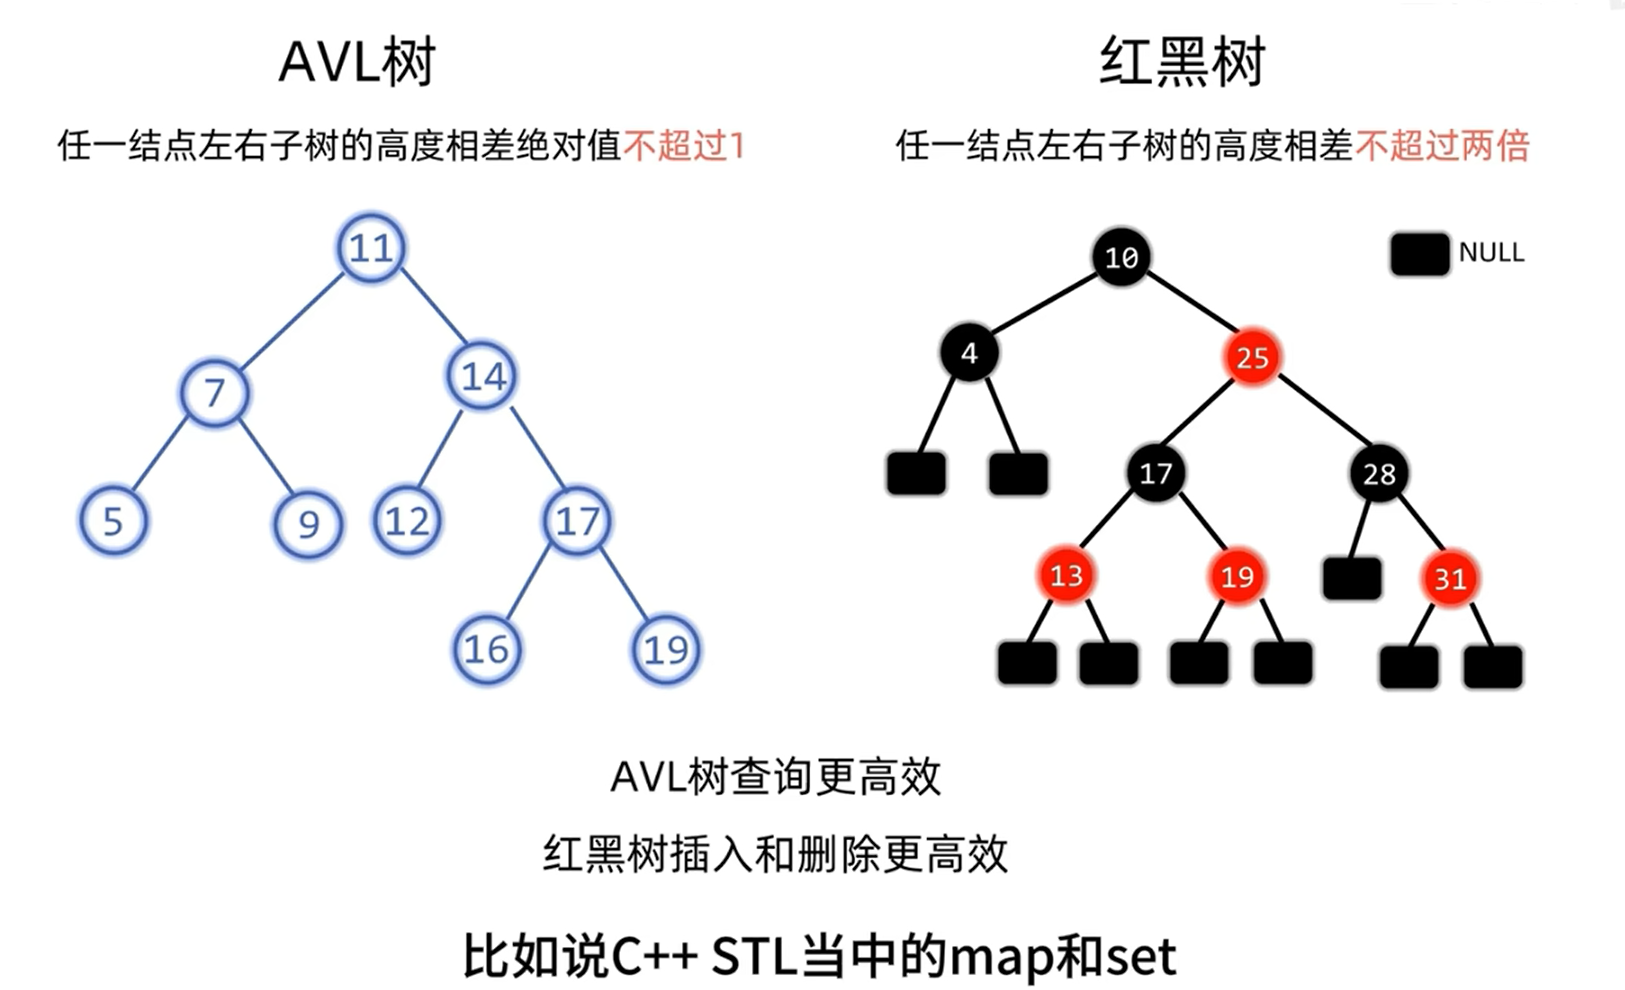 AVL树
红黑树
任一结点左右子树的高度相差绝对值不超过1
任一结点左右子树的高度相差不超过两倍
11
7
14
5
9
12
17
16
19
10
NULL
4
25
17
28
13
19
31
AVL树查询更高效
红黑树插入和删除更高效
比如说C++ STL当中的map和set